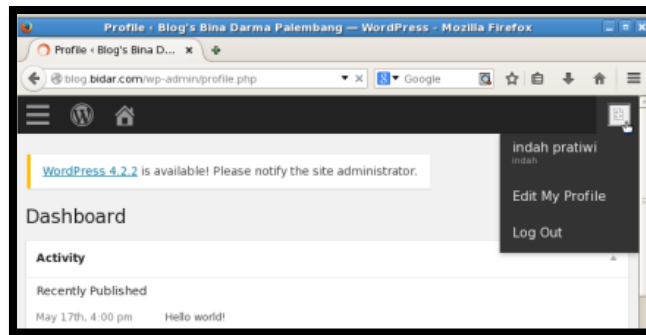 Profile ‹ Blog's Bina Darma Palembang — WordPress - Mozilla Firefox
Profile ‹ Blog's Bina D...
blog.bidar.com/wp-admin/profile.php
Google
indah pratiwi
indah
Edit My Profile
Log Out
WordPress 4.2.2 is available! Please notify the site administrator.
Dashboard
Activity
Recently Published
May 17th, 4:00 pm Hello world!